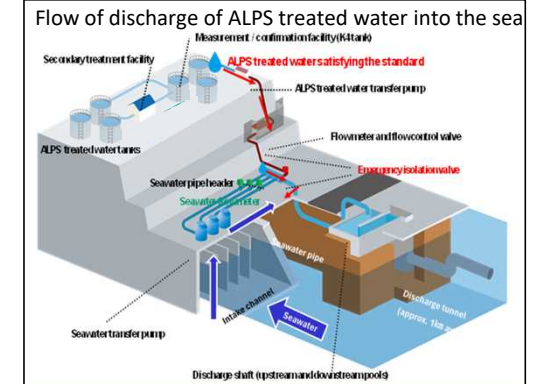 Flow of discharge of ALPS treated water into the sea
Measurement / confirmation facility (K4 tank)
Secondary treatment facility
ALPS treated water satisfying the standard
ALPS treated water transfer pump
Flowmeter and flow control valve
ALPS treated water tanks
Emergency isolation valve
Seawater pipe header
Seawater flowmeter
Seawater pipe
Intake channel
Discharge tunnel
(approx. 1km
Seawater
Seawater transfer pump
Discharge shaft (upstream and downstream pools)